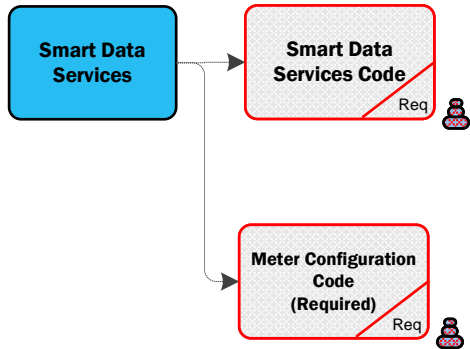 Smart Data
Services
Smart Data
Services Code
Req
Meter Configuration
Code
(Required)
Req